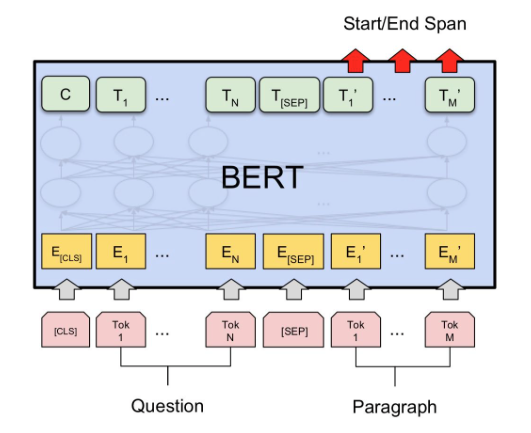 Start/End Span
C T1 ... TN T[SEP] T1' ... TM'
...
BERT
...
E[CLS] E1 ... EN E[SEP] E1' ... EM'
[CLS] Tok 1 ... Tok N [SEP] Tok 1 ... Tok M
Question Paragraph